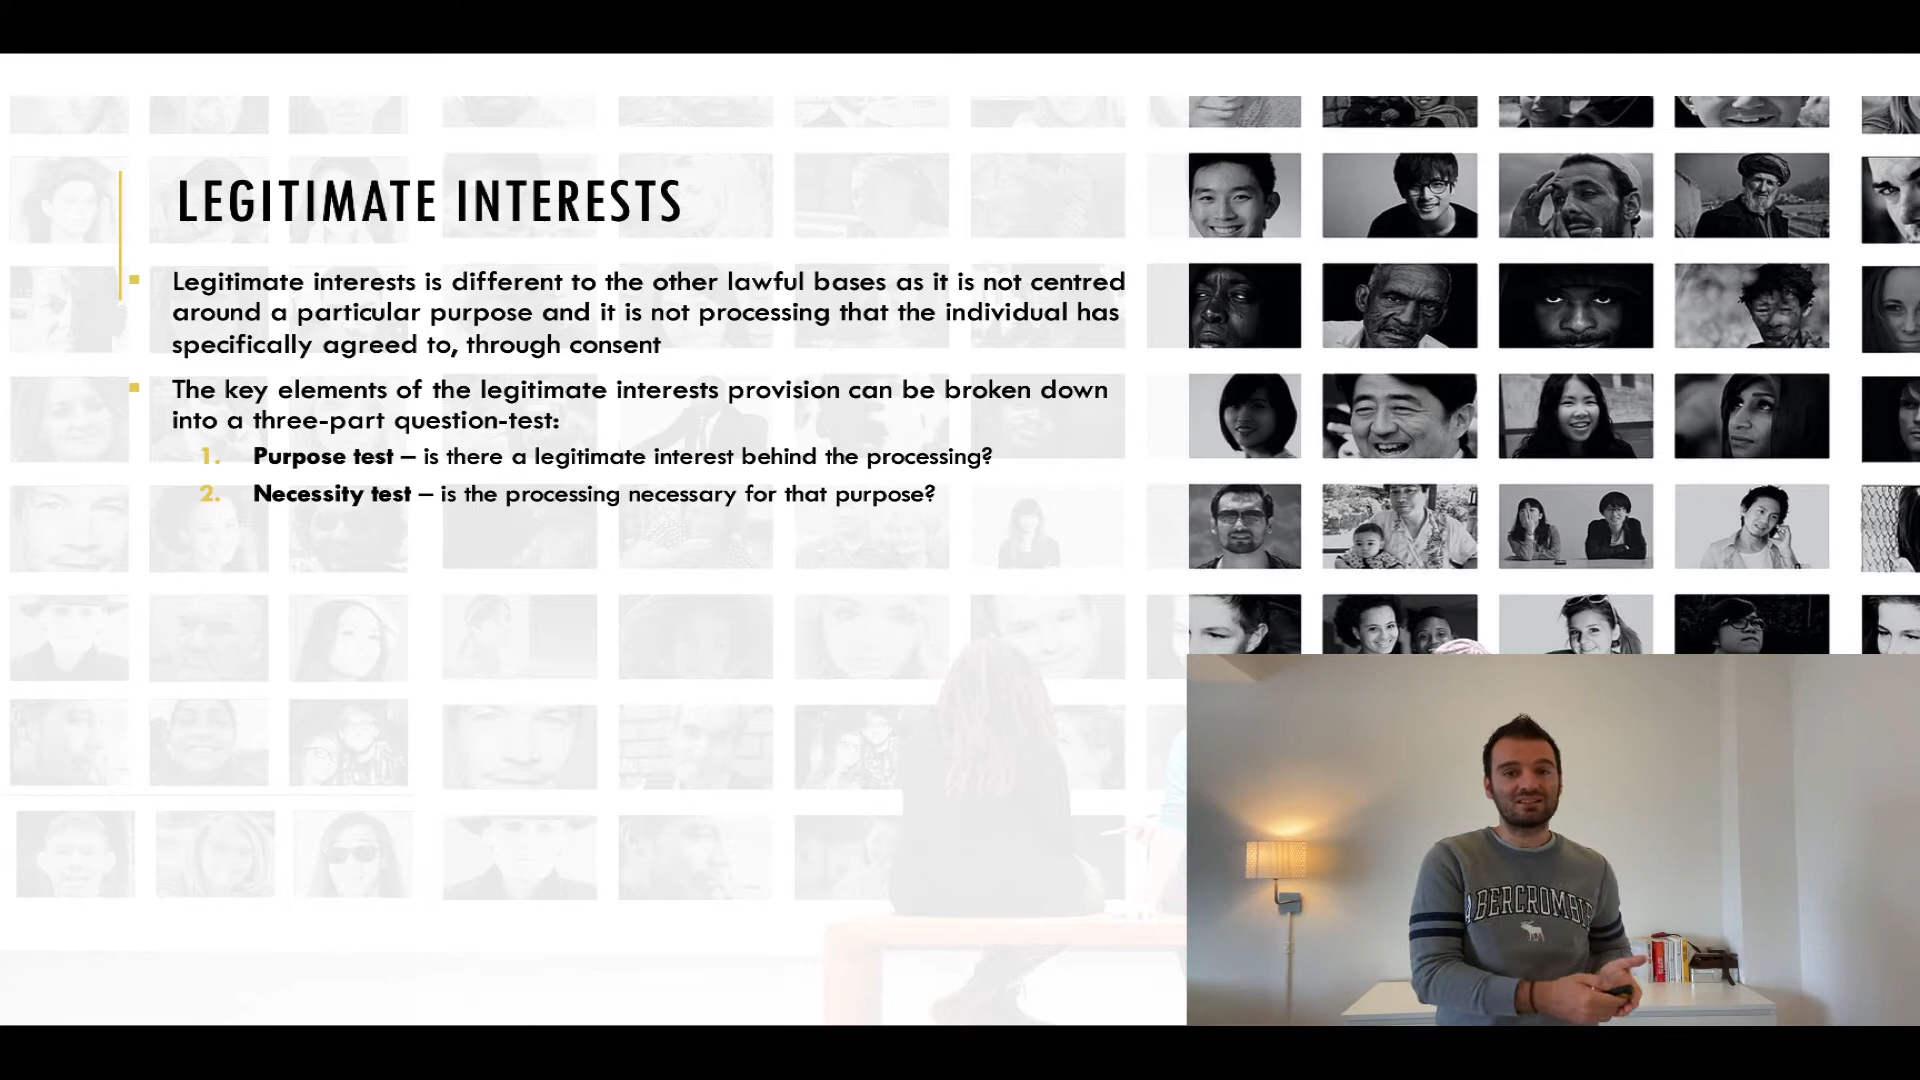 LEGITIMATE INTERESTS
▪ Legitimate interests is different to the other lawful bases as it is not centred
around a particular purpose and it is not processing that the individual has
specifically agreed to, through consent
▪ The key elements of the legitimate interests provision can be broken down
into a three-part question-test:
1. Purpose test – is there a legitimate interest behind the processing?
2. Necessity test – is the processing necessary for that purpose?
ABERCROMBIE